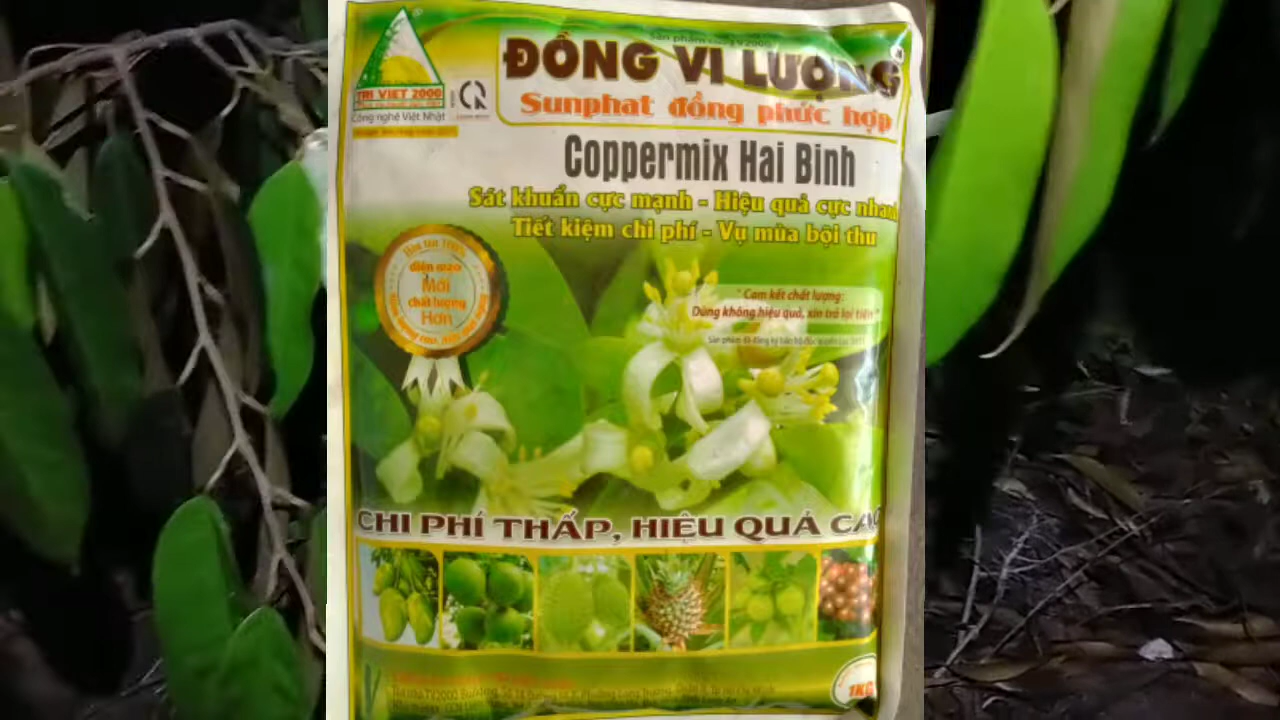 ĐỒNG VI LƯỢNG
Sunphat đồng phức hợp
TRI VIET 2000
Công nghệ Việt Nhật
Coppermix Hai Binh
Sát khuẩn cực mạnh - Hiệu quả cực nhanh
Tiết kiệm chi phí - Vụ mùa bội thu
diện mạo
Mới
chất lượng
Hơn
" Cam kết chất lượng:
Dùng không hiệu quả, xin trả lại tiền "
CHI PHÍ THẤP, HIỆU QUẢ CAO
1KG